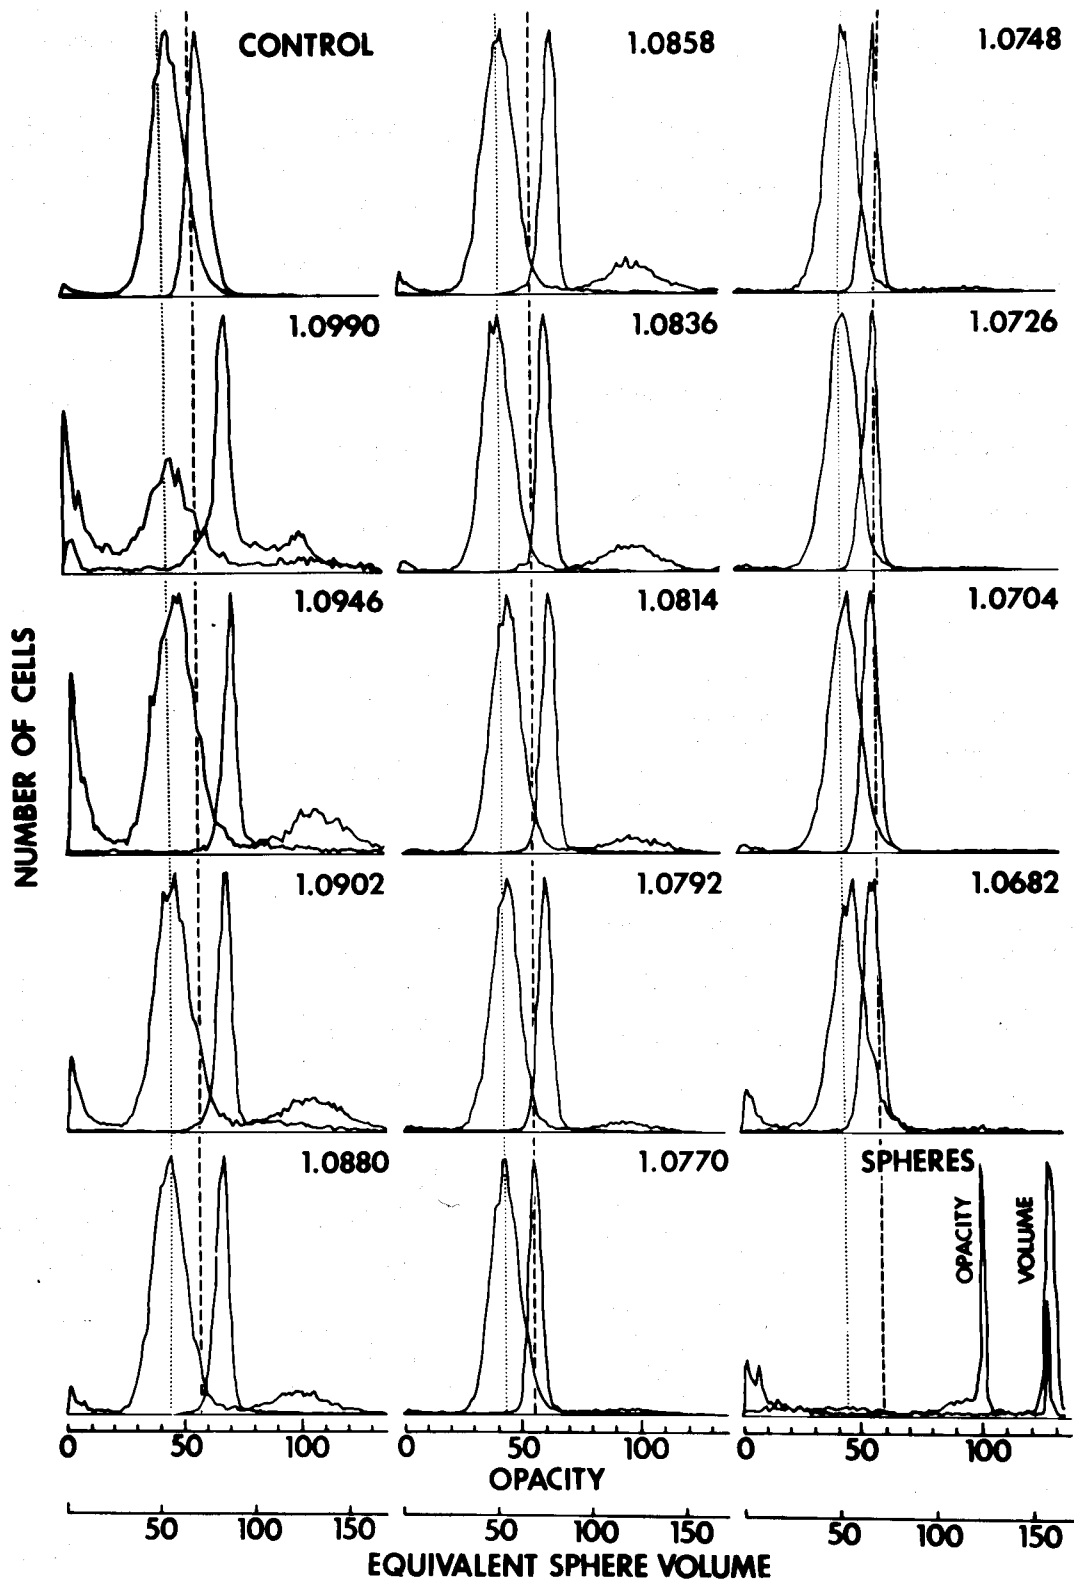 CONTROL 1.0858 1.0748
1.0990 1.0836 1.0726
1.0946 1.0814 1.0704
1.0902 1.0792 1.0682
1.0880 1.0770 SPHERES
OPACITY
VOLUME
NUMBER OF CELLS
0 50 100 0 50 100 0 50 100
OPACITY
50 100 150 50 100 150 50 100 150
EQUIVALENT SPHERE VOLUME